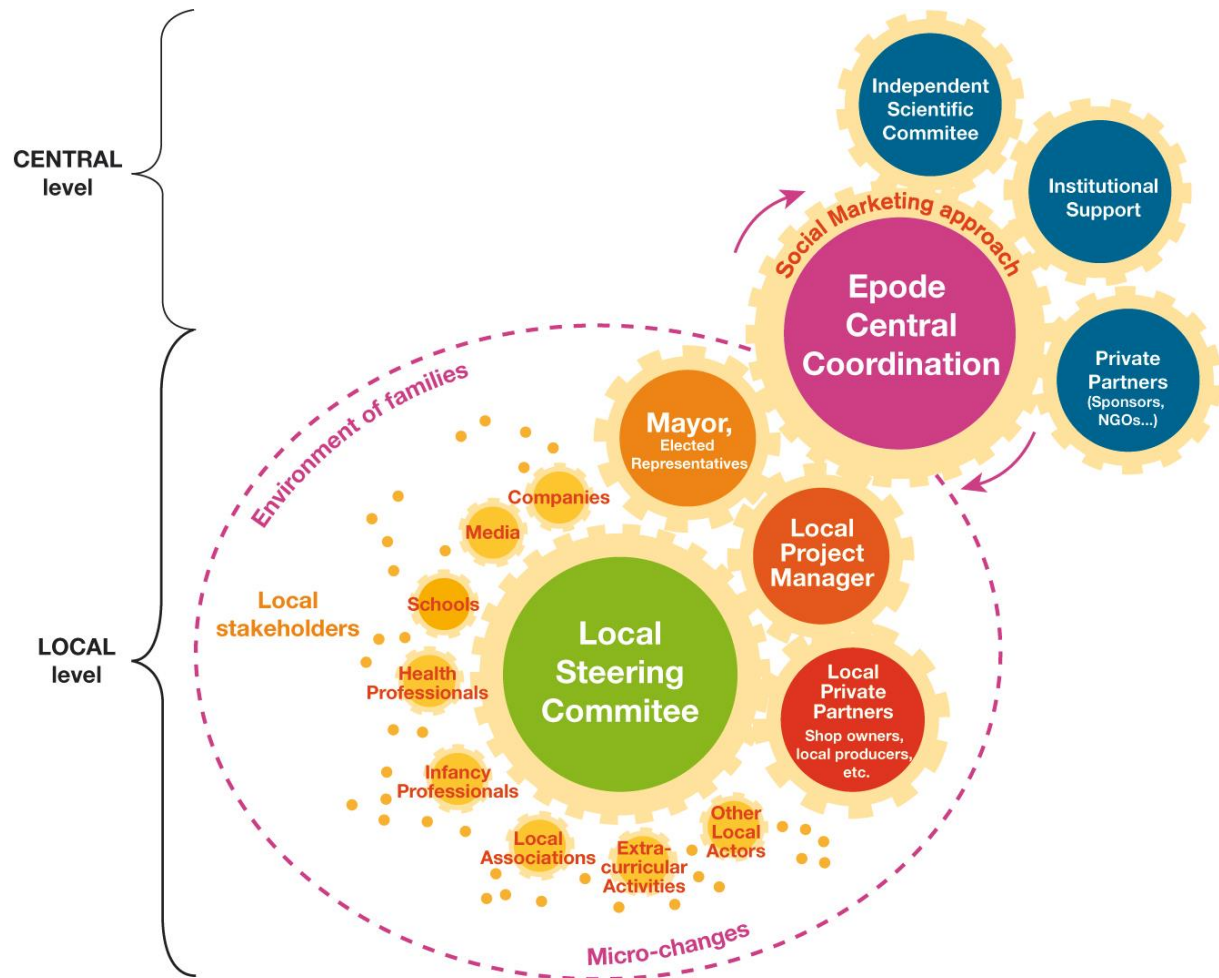 CENTRAL
level
Independent
Scientific
Commitee
Institutional
Support
Social Marketing approach
Epode
Central
Coordination
Private
Partners
(Sponsors,
NGOs...)
Environment of families
Mayor,
Elected
Representatives
Companies
Media
Local
Project
Manager
Schools
Local
stakeholders
LOCAL
level
Local
Steering
Commitee
Health
Professionals
Local
Private
Partners
Shop owners,
local producers,
etc.
Infancy
Professionals
Local
Associations
Extra-
curricular
Activities
Other
Local
Actors
Micro-changes